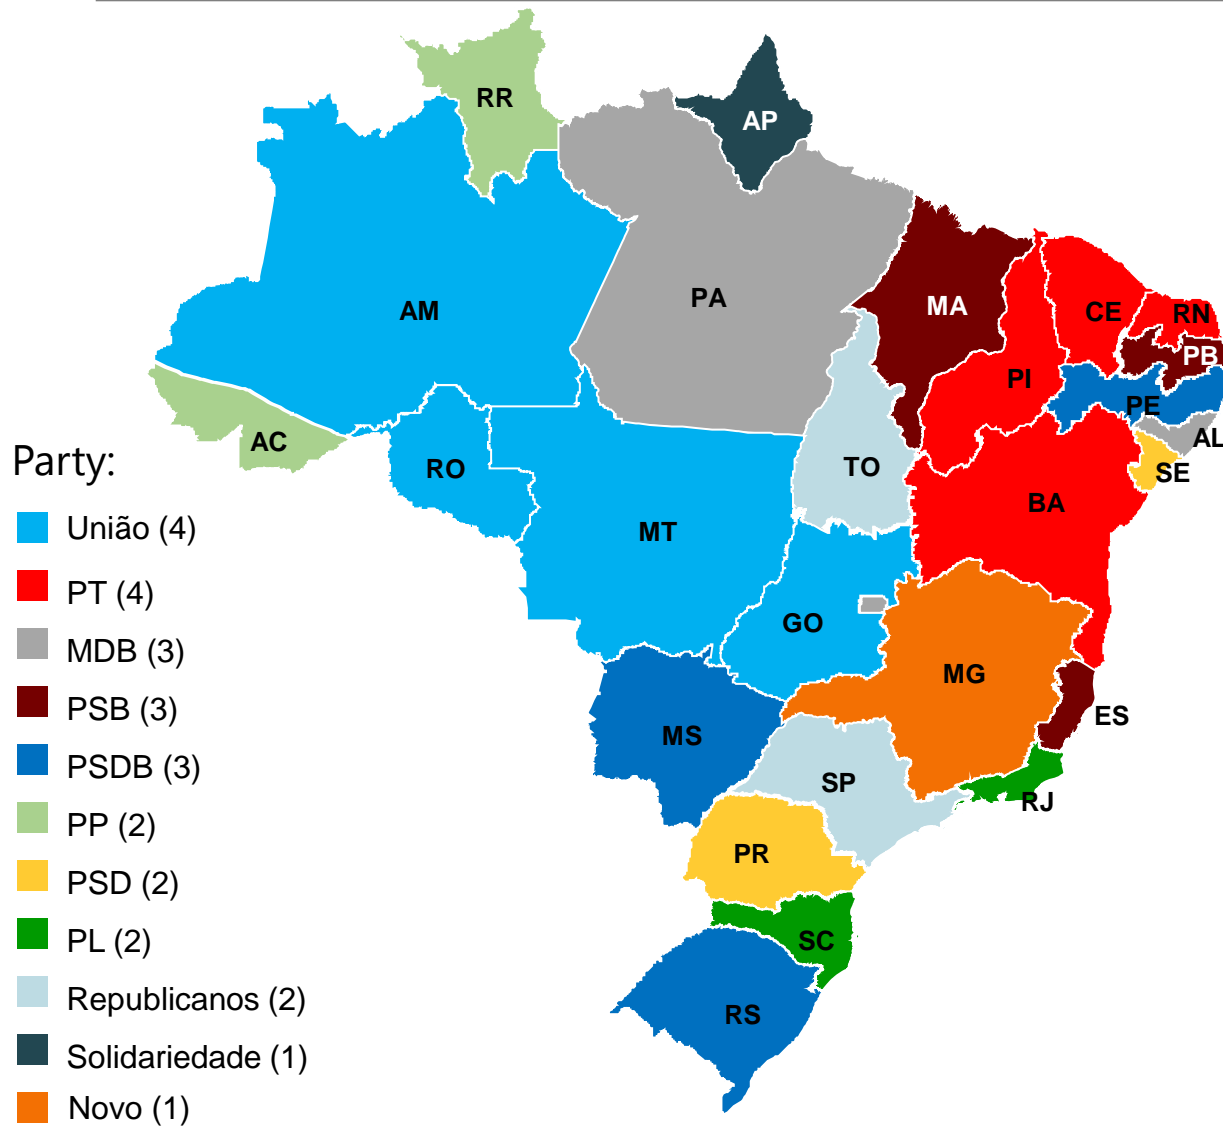 RR
AP
AM
PA
MA
CE
RN
PB
PI
PE
AL
AC
RO
TO
SE
BA
MT
GO
MG
ES
MS
SP
RJ
PR
SC
RS
Party:
União (4)
PT (4)
MDB (3)
PSB (3)
PSDB (3)
PP (2)
PSD (2)
PL (2)
Republicanos (2)
Solidariedade (1)
Novo (1)